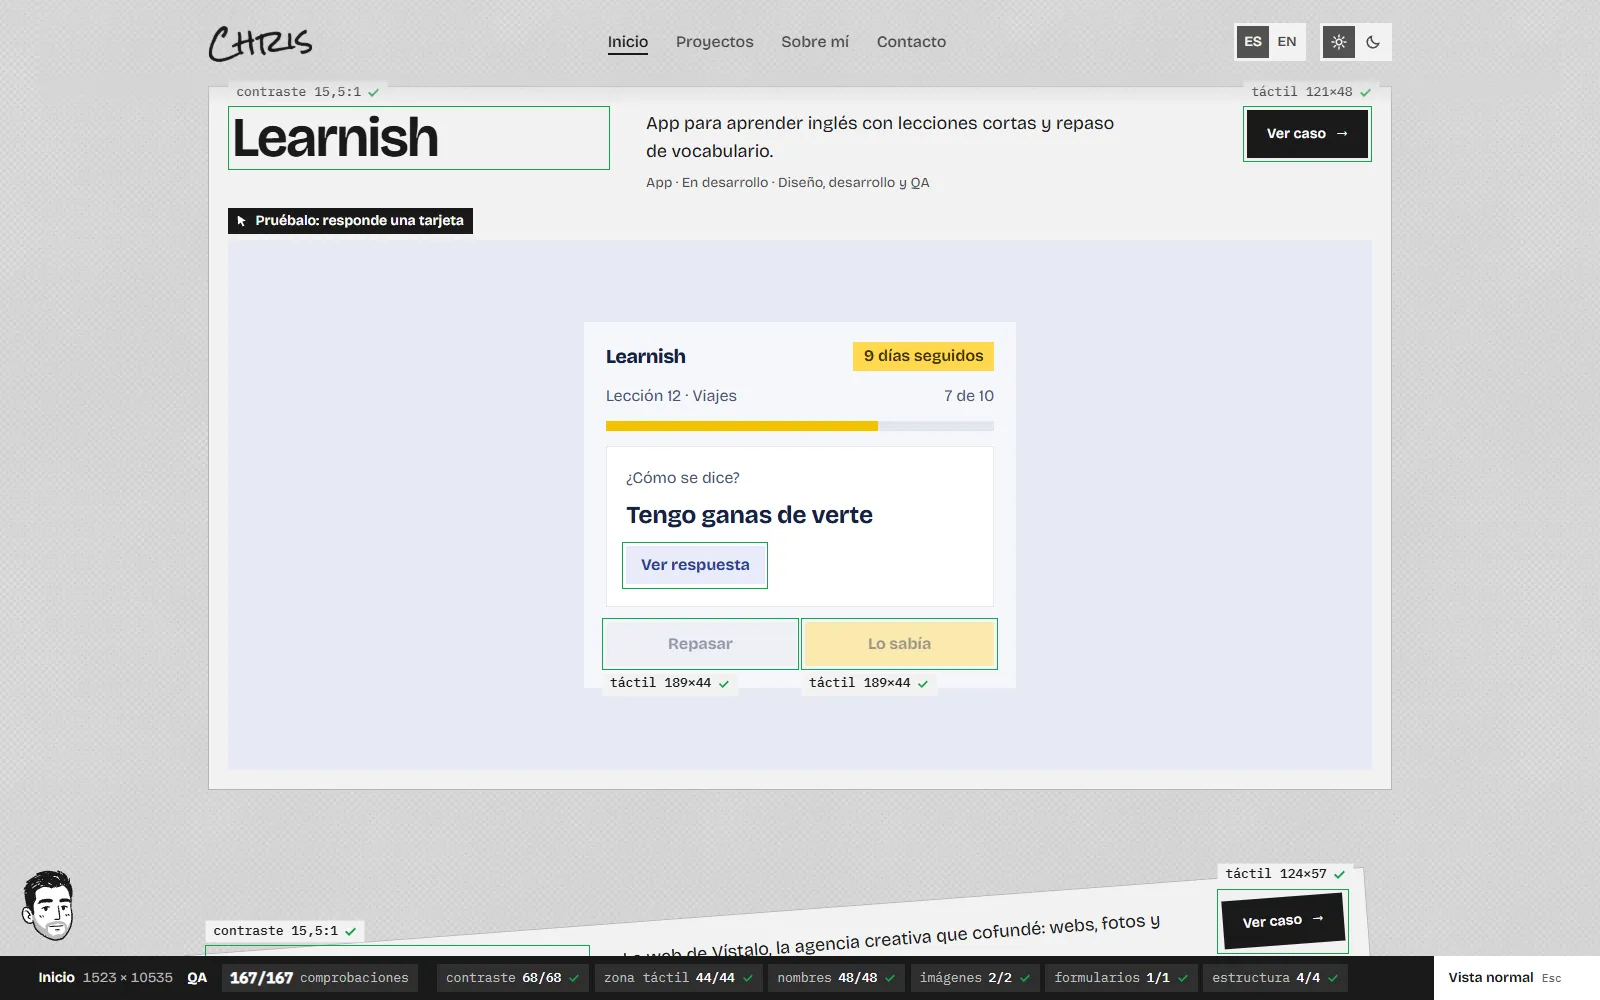 CHRIS
Inicio Proyectos Sobre mí Contacto
ES EN
contraste 15,5:1
táctil 121×48
Learnish
App para aprender inglés con lecciones cortas y repaso
de vocabulario.
App · En desarrollo · Diseño, desarrollo y QA
Ver caso →
Pruébalo: responde una tarjeta
Learnish
9 días seguidos
Lección 12 · Viajes
7 de 10
¿Cómo se dice?
Tengo ganas de verte
Ver respuesta
Repasar
Lo sabía
táctil 189×44
táctil 189×44
táctil 124×57
contraste 15,5:1
web de Vístalo, la agencia creativa que cofundé: webs, fotos y
Ver caso →
Inicio 1523 × 10535 QA 167/167 comprobaciones contraste 68/68 zona táctil 44/44 nombres 48/48 imágenes 2/2 formularios 1/1 estructura 4/4 Vista normal Esc